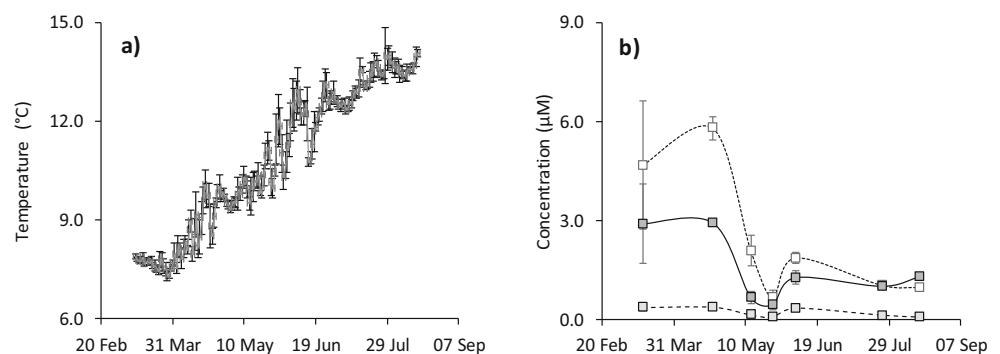 a)
Temperature (°C)
15.0
12.0
9.0
6.0
20 Feb 31 Mar 10 May 19 Jun 29 Jul 07 Sep
b)
Concentration (µM)
9.0
6.0
3.0
0.0
20 Feb 31 Mar 10 May 19 Jun 29 Jul 07 Sep